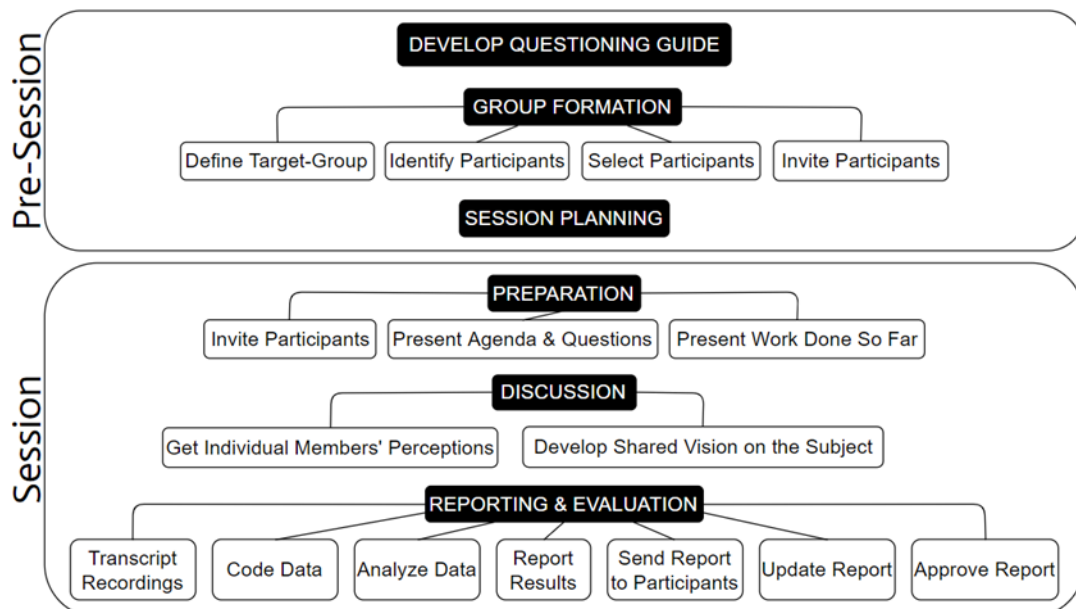 Pre-Session
DEVELOP QUESTIONING GUIDE
GROUP FORMATION
Define Target-Group
Identify Participants
Select Participants
Invite Participants
SESSION PLANNING
Session
PREPARATION
Invite Participants
Present Agenda & Questions
Present Work Done So Far
DISCUSSION
Get Individual Members' Perceptions
Develop Shared Vision on the Subject
REPORTING & EVALUATION
Transcript
Recordings
Code Data
Analyze Data
Report
Results
Send Report
to Participants
Update Report
Approve Report